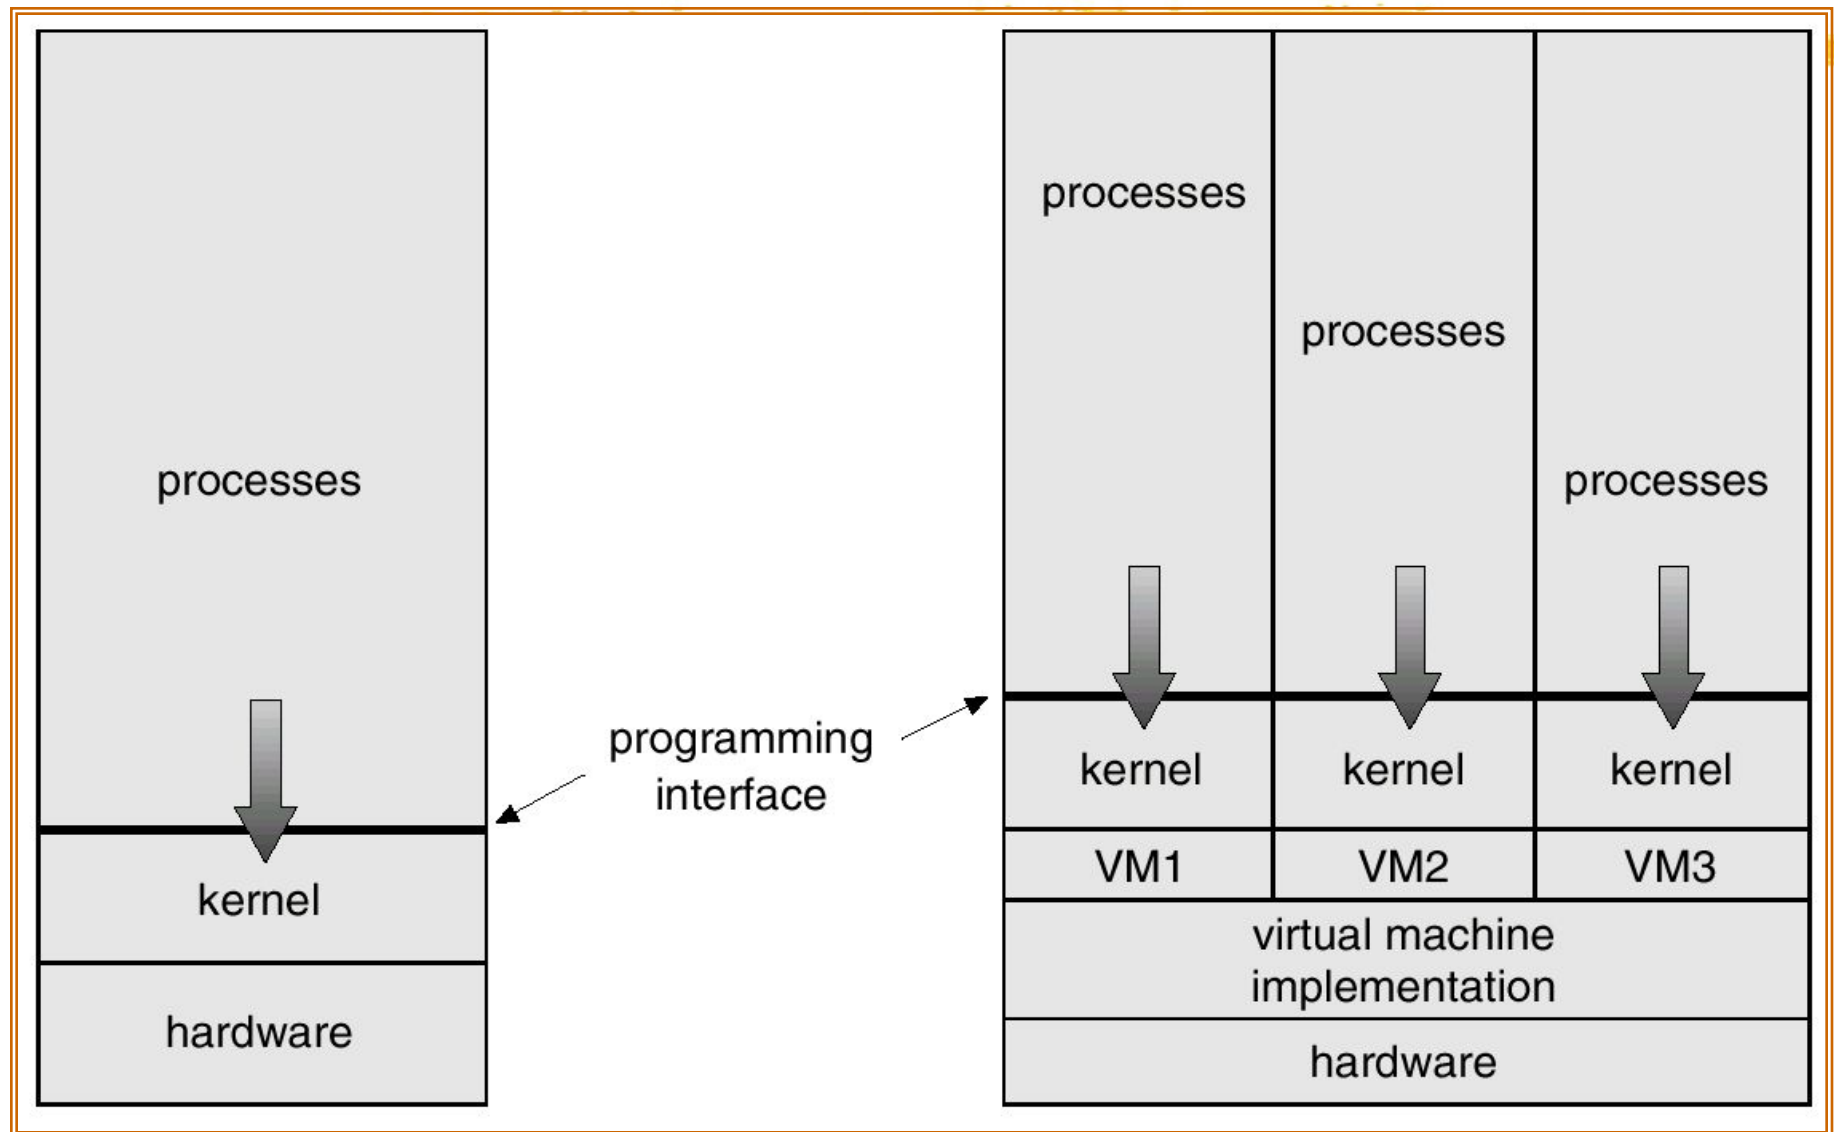 processes
kernel
hardware
programming
interface
processes
processes
processes
kernel
kernel
kernel
VM1
VM2
VM3
virtual machine
implementation
hardware